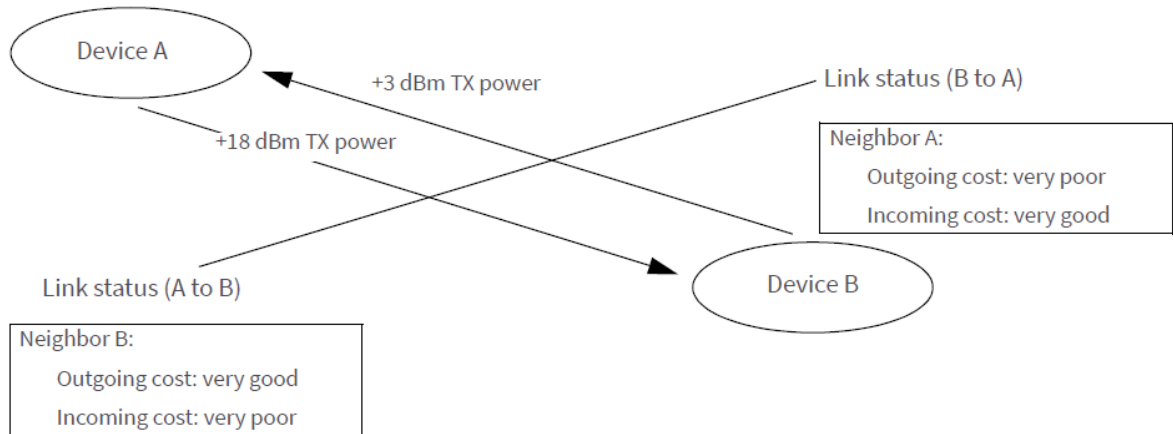 Device A
+3 dBm TX power
Link status (B to A)
+18 dBm TX power
Neighbor A:
Outgoing cost: very poor
Incoming cost: very good
Link status (A to B)
Device B
Neighbor B:
Outgoing cost: very good
Incoming cost: very poor